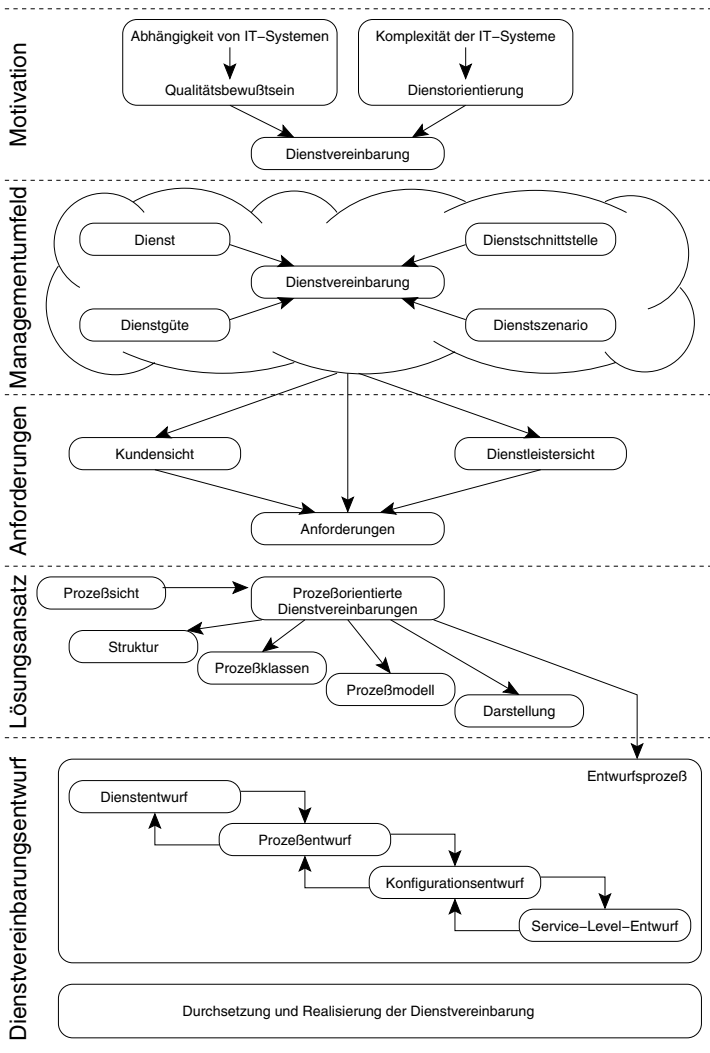 Motivation
Abhängigkeit von IT−Systemen
Qualitätsbewußtsein
Komplexität der IT−Systeme
Dienstorientierung
Dienstvereinbarung
Managementumfeld
Dienst
Dienstschnittstelle
Dienstvereinbarung
Dienstgüte
Dienstszenario
Anforderungen
Kundensicht
Dienstleistersicht
Anforderungen
Lösungsansatz
Prozeßsicht
Prozeßorientierte
Dienstvereinbarungen
Struktur
Prozeßklassen
Prozeßmodell
Darstellung
Dienstvereinbarungsentwurf
Entwurfsprozeß
Dienstentwurf
Prozeßentwurf
Konfigurationsentwurf
Service−Level−Entwurf
Durchsetzung und Realisierung der Dienstvereinbarung